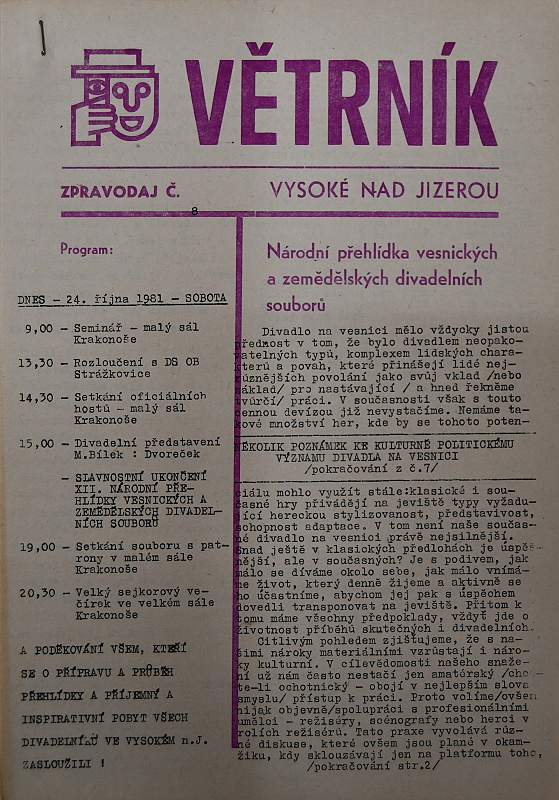 VĚTRNÍK
ZPRAVODAJ Č. 8
VYSOKÉ NAD JIZEROU
Program:
DNES - 24. října 1981 - SOBOTA
9,00 - Seminář - malý sál
Krakonoše
13,30 - Rozloučení s DS OB
Strážkovice
14,30 - Setkání oficiálních
hostů - malý sál
Krakonoše
15,00 - Divadelní představení
M.Bílek : Dvoreček
- SLAVNOSTNÍ UKONČENÍ
XII. NÁRODNÍ PŘE-
HLÍDKY VESNICKÝCH A
ZEMĚDĚLSKÝCH DIVADEL-
NÍCH SOUBORŮ
19,00 - Setkání souboru s pat-
rony v malém sále
Krakonoše
20,30 - Velký sejkorový ve-
čírek ve velkém sále
Krakonoše
A PODĚKOVÁNÍ VŠEM, KTEŘÍ
SE O PŘÍPRAVU A PRŮBĚH
PŘEHLÍDKY A PŘÍJEMNÝ A
INSPIRATIVNÍ POBYT VŠECH
DIVADELNÍKŮ VE VYSOKÉM n.J.
ZASLOUŽILI !
Národní přehlídka vesnických
a zemědělských divadelních
souborů
Divadlo na vesnici mělo vždycky jistou
přednost v tom, že bylo divadlem neopako-
vatelných typů, komplexem lidských chara-
kterů a povah, které přinášejí lidé nej-
různějších povolání jako svůj vklad /nebo
základ/ pro nastávající / a hned řekněme
tvůrčí/ práci. V současnosti však s touto
cennou devízou již nevystačíme. Nemáme ta-
kové množství her, kde by se tohoto poten-
NĚKOLIK POZNÁMEK KE KULTURNĚ POLITICKÉMU
VÝZNAMU DIVADLA NA VESNICI
/pokračování z č.7/
ciálu mohlo využít stále:klasické i sou-
časné hry přivádějí na jeviště typy vyžadu-
jící hereckou stylizovanost, představivost,
schopnost adaptace. V tom není naše součas-
né divadlo na vesnici právě nejsilnější.
Snad ještě v klasických předlohách je úspěš-
nější, ale v současných? Je s podivem, jak
málo se díváme okolo sebe, jak málo vnímá-
me život, který denně žijeme a aktivně se
ho účastníme, abychom jej pak s úspěchem
dovedli transponovat na jeviště. Přitom k
tomu máme všechny předpoklady, vždyť jde o
životnost příběhů skutečných i divadelních.
Citlivým pohledem zjišťujeme, že s na-
šimi nároky materiálními vzrůstají i náro-
ky kulturní. V cílevědomosti našeho snaže-
ní už nám často nestačí jen amatérský /chce-
te-li ochotnický - obojí v nejlepším slova
smyslu/ přístup k práci. Proto volíme/ovšem
nijak objevně/spolupráci s profesionálními
umělci - režiséry, scénografy nebo herci v
rolích režisérů. Tato praxe vyvolává růz-
né diskuse, které ovšem jsou plané v okam-
žiku, kdy sklouzávají jen na platformu toho,
/pokračování str.2/